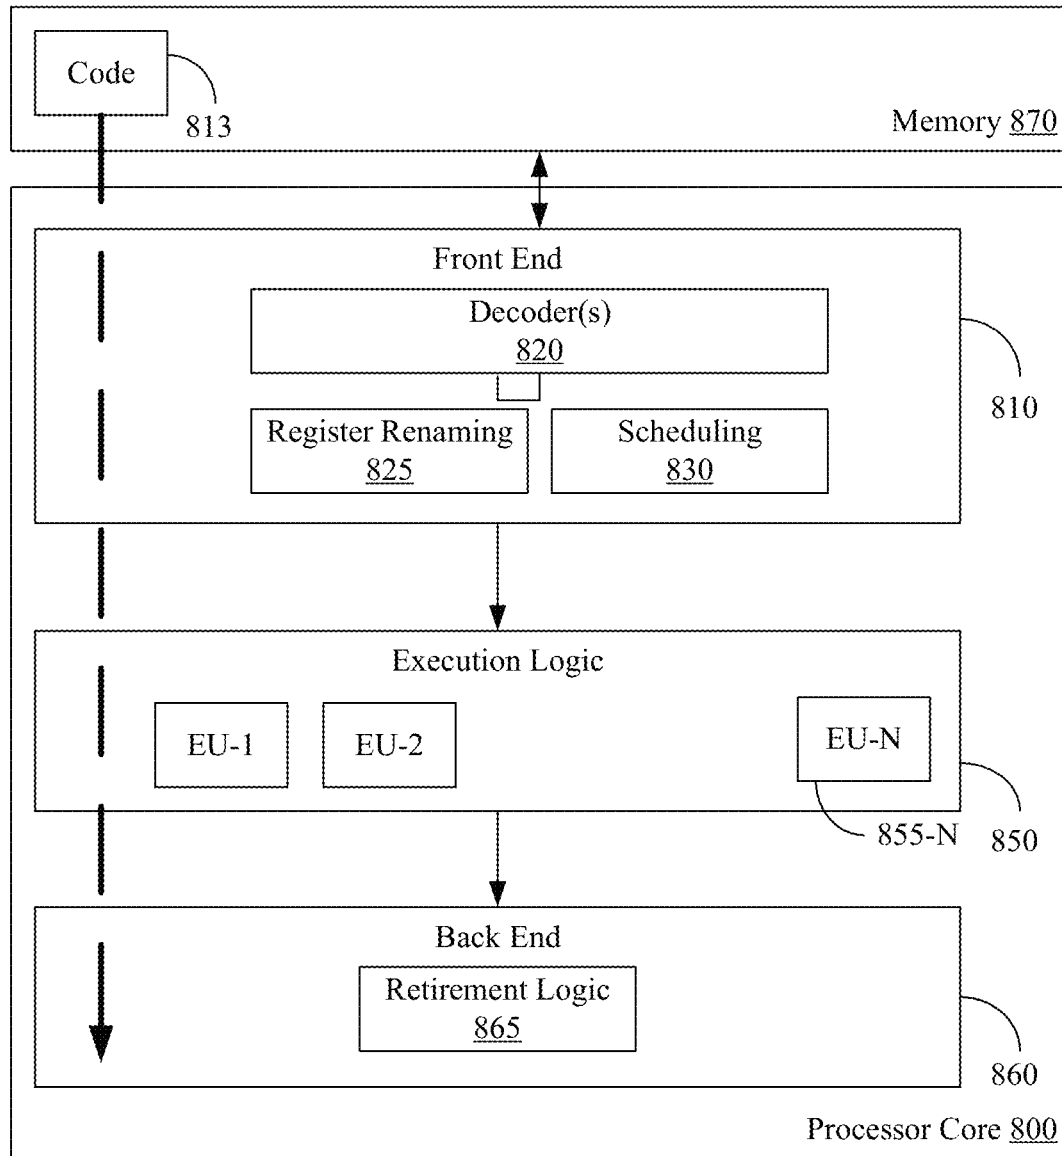 Code
813
Memory 870
Front End
Decoder(s)
820
810
Register Renaming
825
Scheduling
830
Execution Logic
EU-1
EU-2
EU-N
855-N
850
Back End
Retirement Logic
865
860
Processor Core 800